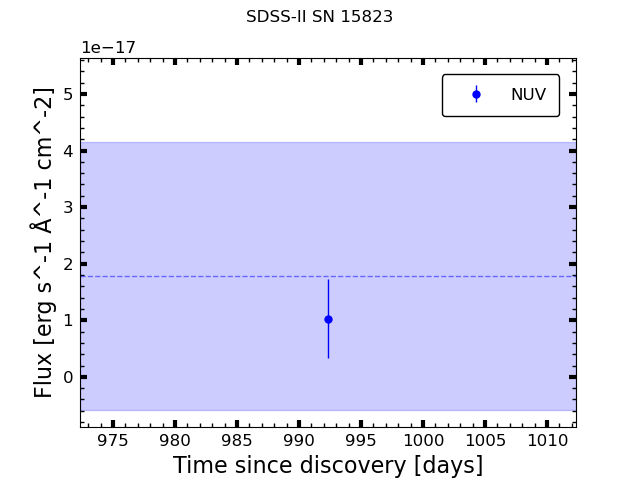 SDSS-II SN 15823
1e−17
NUV
5
4
3
2
1
0
Flux [erg s^-1 Å^-1 cm^-2]
975 980 985 990 995 1000 1005 1010
Time since discovery [days]